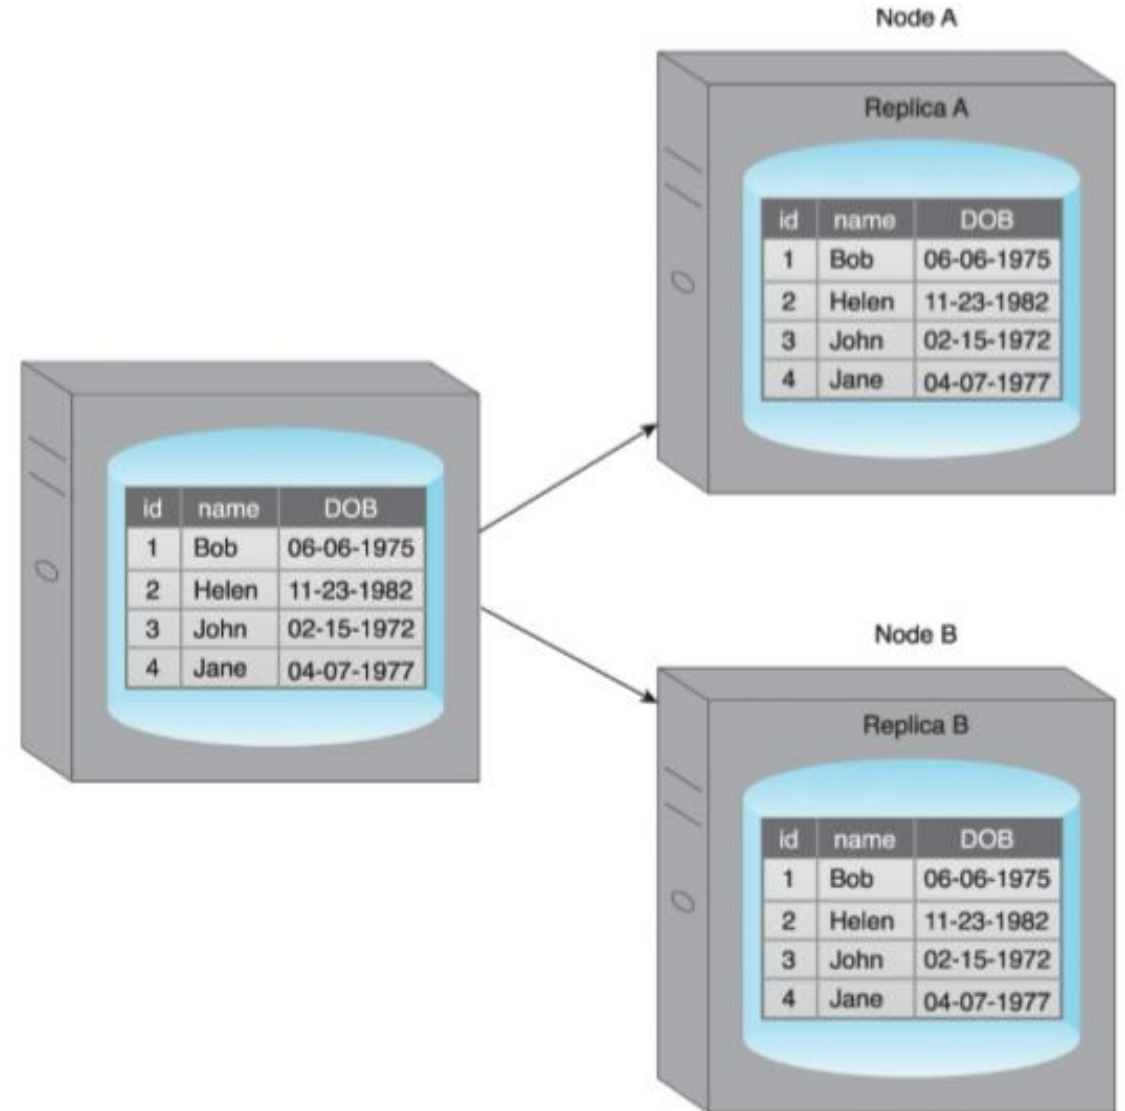 id name DOB
1 Bob 06-06-1975
2 Helen 11-23-1982
3 John 02-15-1972
4 Jane 04-07-1977
Node A
Replica A
id name DOB
1 Bob 06-06-1975
2 Helen 11-23-1982
3 John 02-15-1972
4 Jane 04-07-1977
Node B
Replica B
id name DOB
1 Bob 06-06-1975
2 Helen 11-23-1982
3 John 02-15-1972
4 Jane 04-07-1977